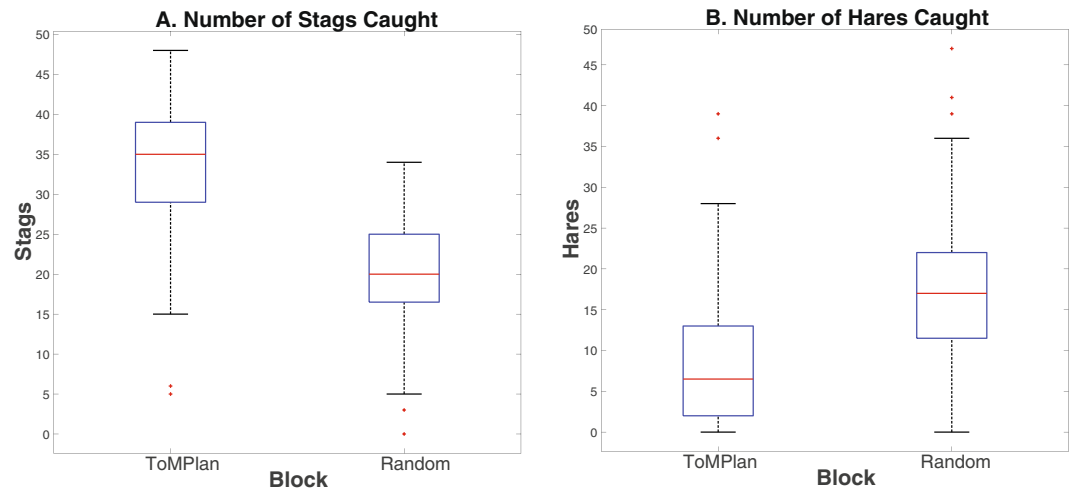 A. Number of Stags Caught
50
45
40
35
30
25
20
15
10
5
0
Stags
ToMPlan Random
Block
B. Number of Hares Caught
50
45
40
35
30
25
20
15
10
5
0
Hares
ToMPlan Random
Block